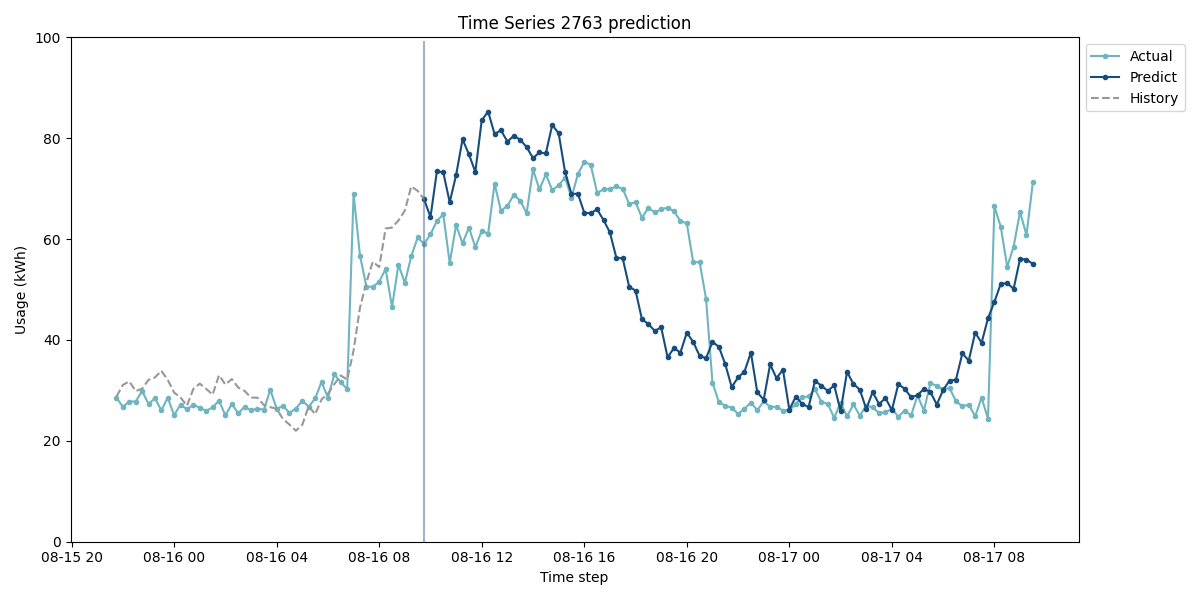 Time Series 2763 prediction
100
80
60
40
20
0
Usage (kWh)
08-15 20
08-16 00
08-16 04
08-16 08
08-16 12
08-16 16
08-16 20
08-17 00
08-17 04
08-17 08
Time step
Actual
Predict
History